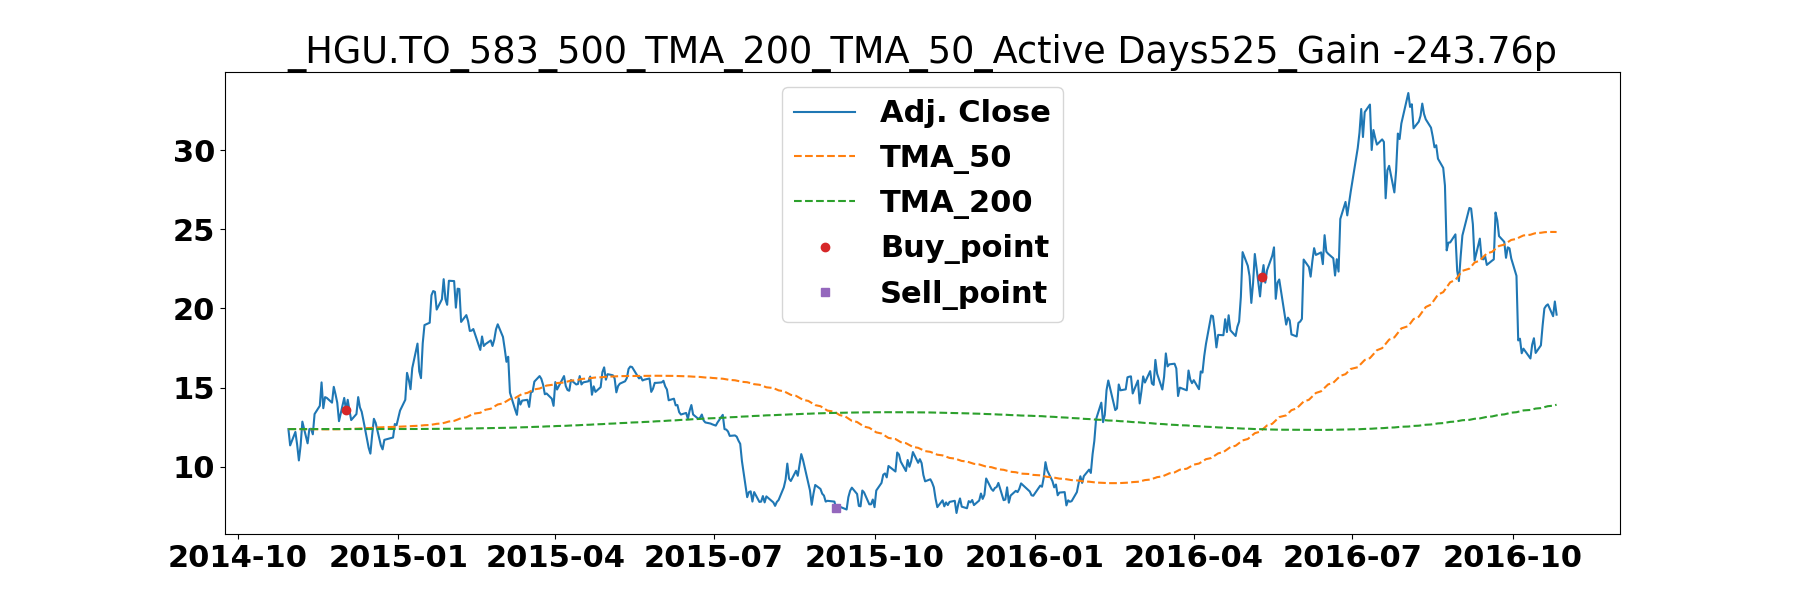 _HGU.TO_583_500_TMA_200_TMA_50_Active Days525_Gain -243.76p
Adj. Close
TMA_50
TMA_200
Buy_point
Sell_point
30
25
20
15
10
2014-10 2015-01 2015-04 2015-07 2015-10 2016-01 2016-04 2016-07 2016-10